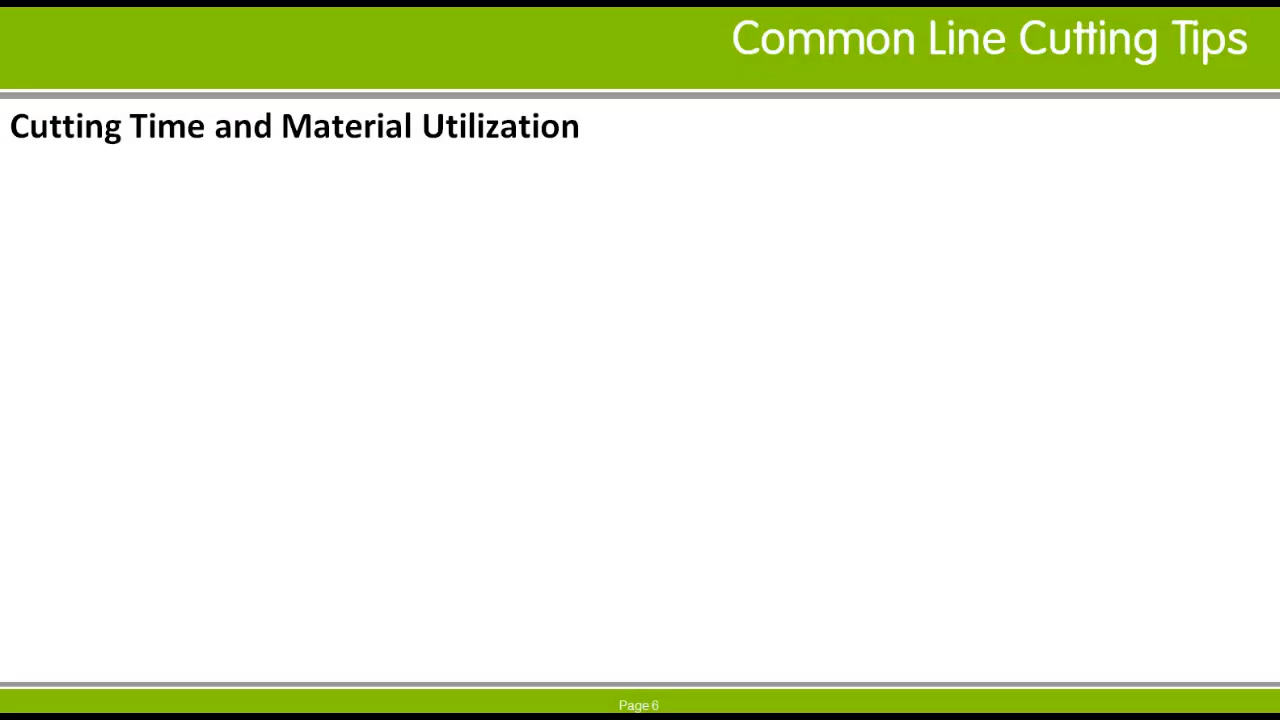 Common Line Cutting Tips
Cutting Time and Material Utilization
Page 6